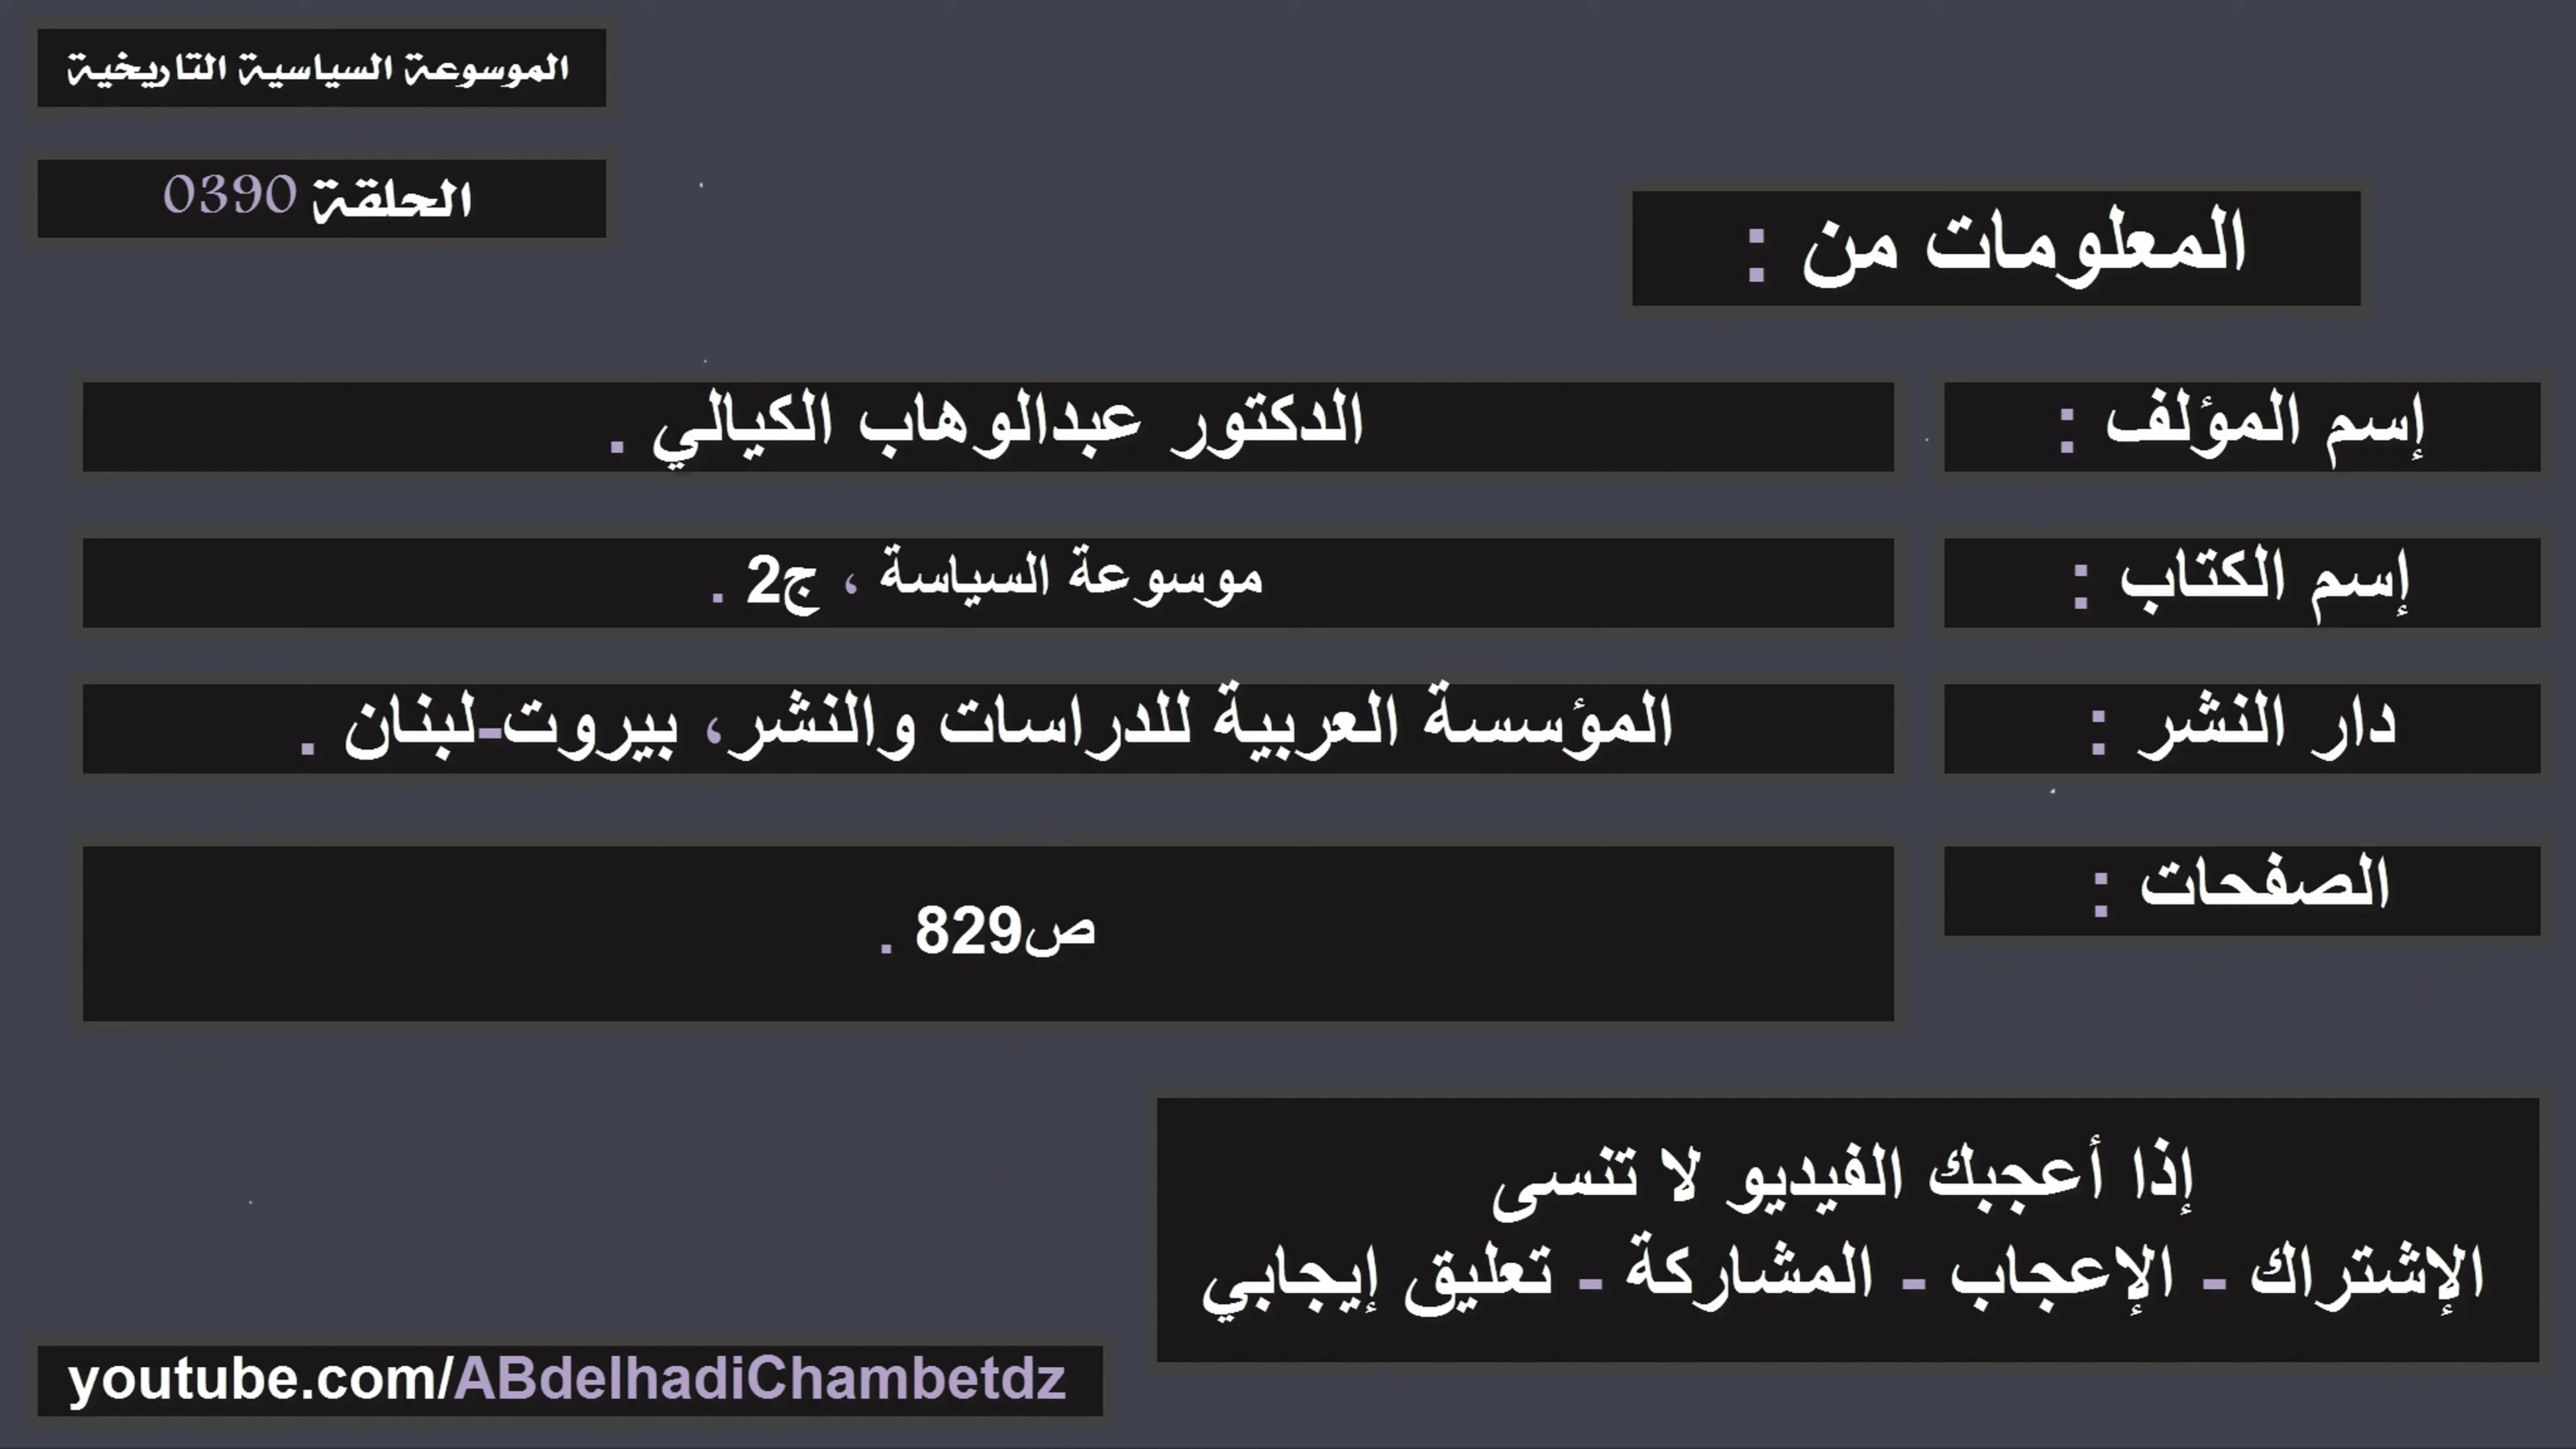 الموسوعة السياسية التاريخية
الحلقة 0390
المعلومات من :
إسم المؤلف :
الدكتور عبدالوهاب الكيالي .
إسم الكتاب :
موسوعة السياسة ، ج2 .
دار النشر :
المؤسسة العربية للدراسات والنشر، بيروت-لبنان .
الصفحات :
ص829 .
إذا أعجبك الفيديو لا تنسى
الإشتراك - الإعجاب - المشاركة - تعليق إيجابي
youtube.com/ABdelhadiChambetdz